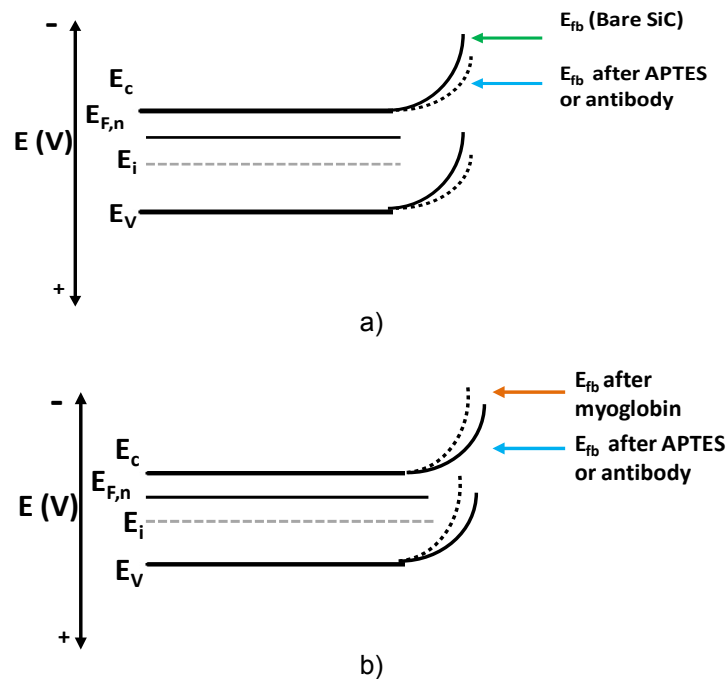 -
E_fb (Bare SiC)
E_fb after APTES
or antibody
E_c
E_F,n
E (V)
E_i
E_V
+
a)
-
E_fb after
myoglobin
E_fb after APTES
or antibody
E_c
E_F,n
E (V)
E_i
E_V
+
b)